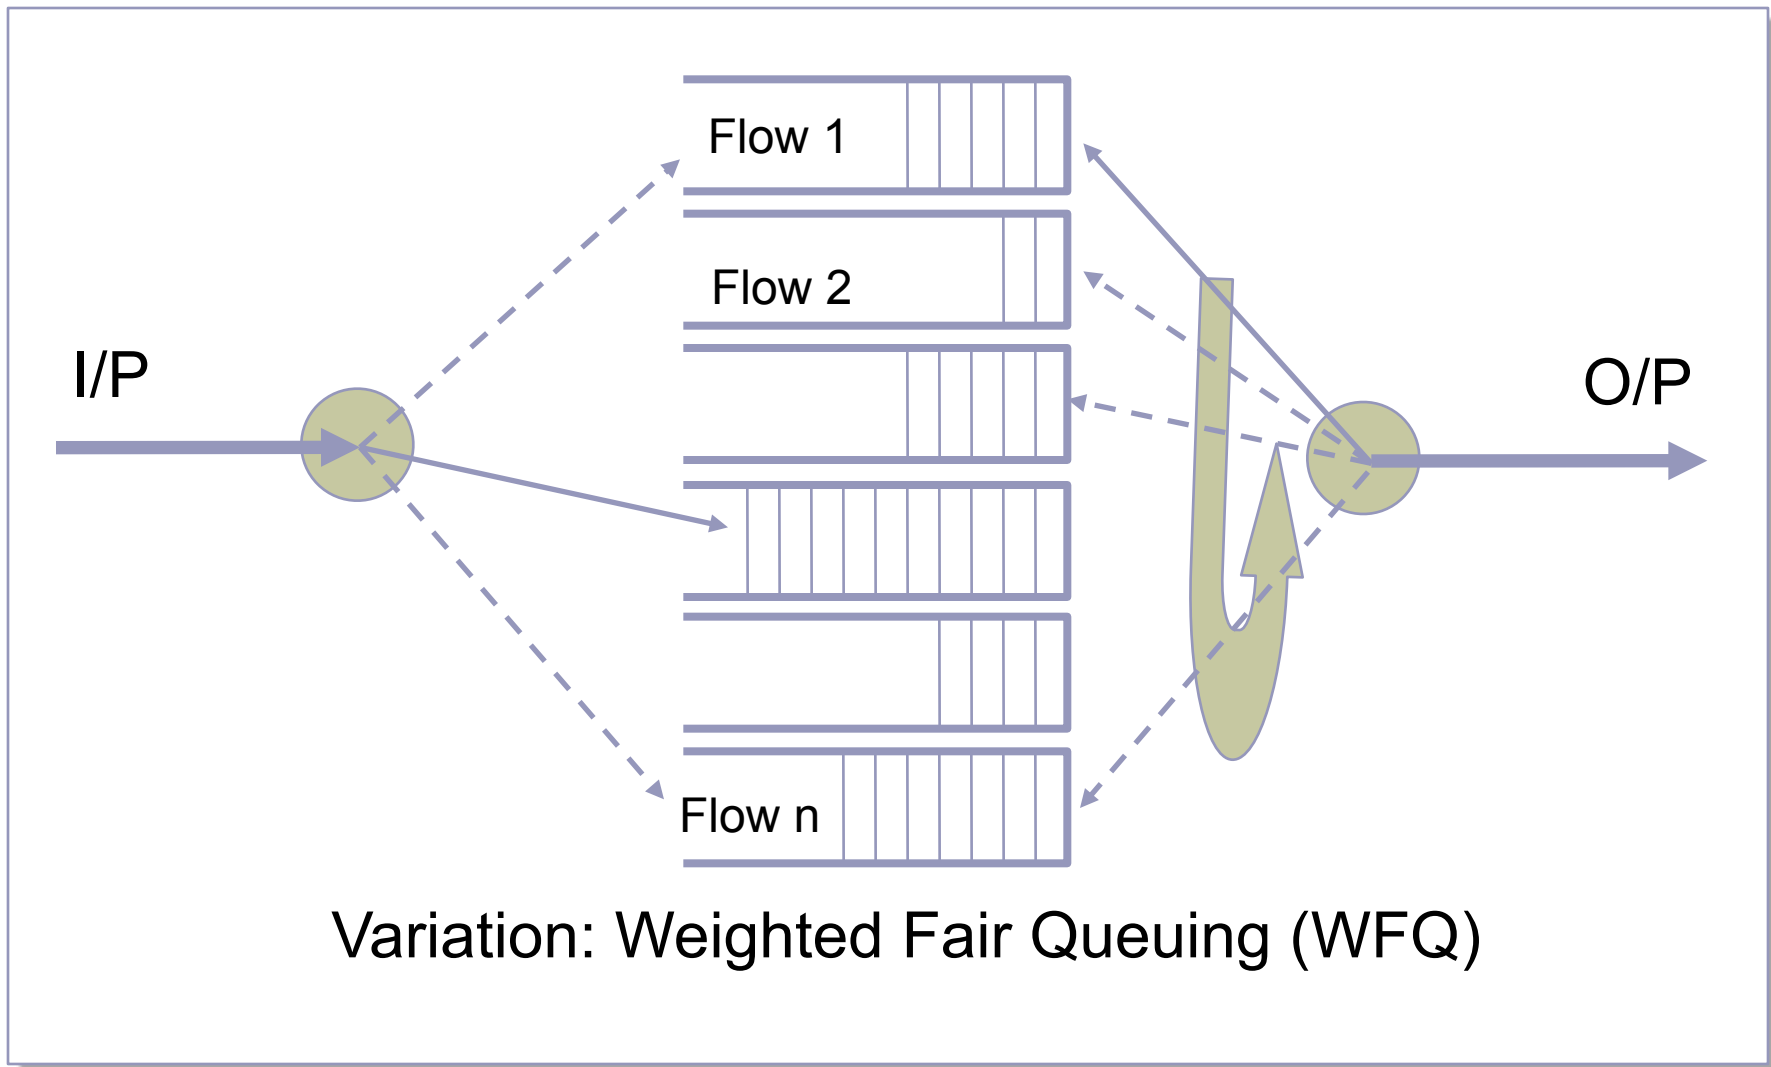 Flow 1
Flow 2
I/P
O/P
Flow n
Variation: Weighted Fair Queuing (WFQ)